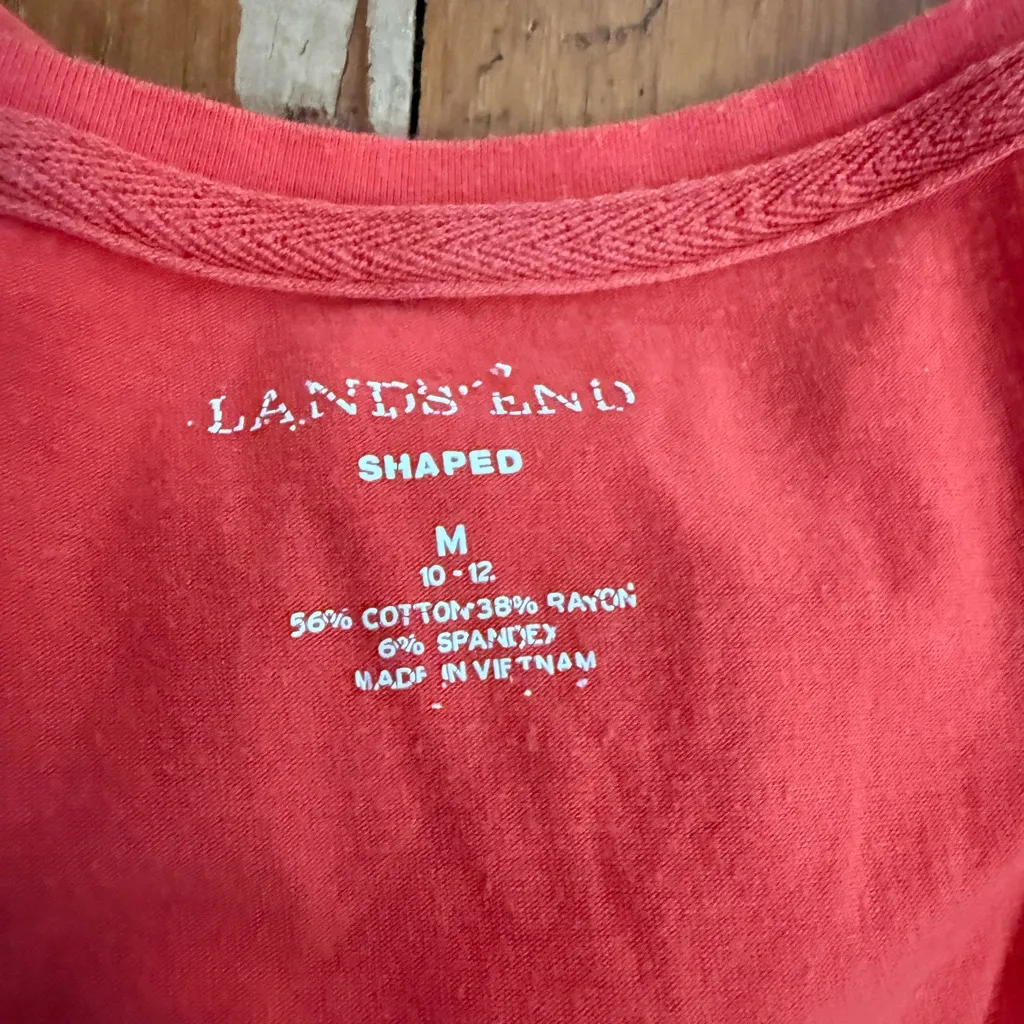 LANDS' END
SHAPED
M
10 - 12
56% COTTON 38% RAYON
6% SPANDEX
MADE IN VIETNAM